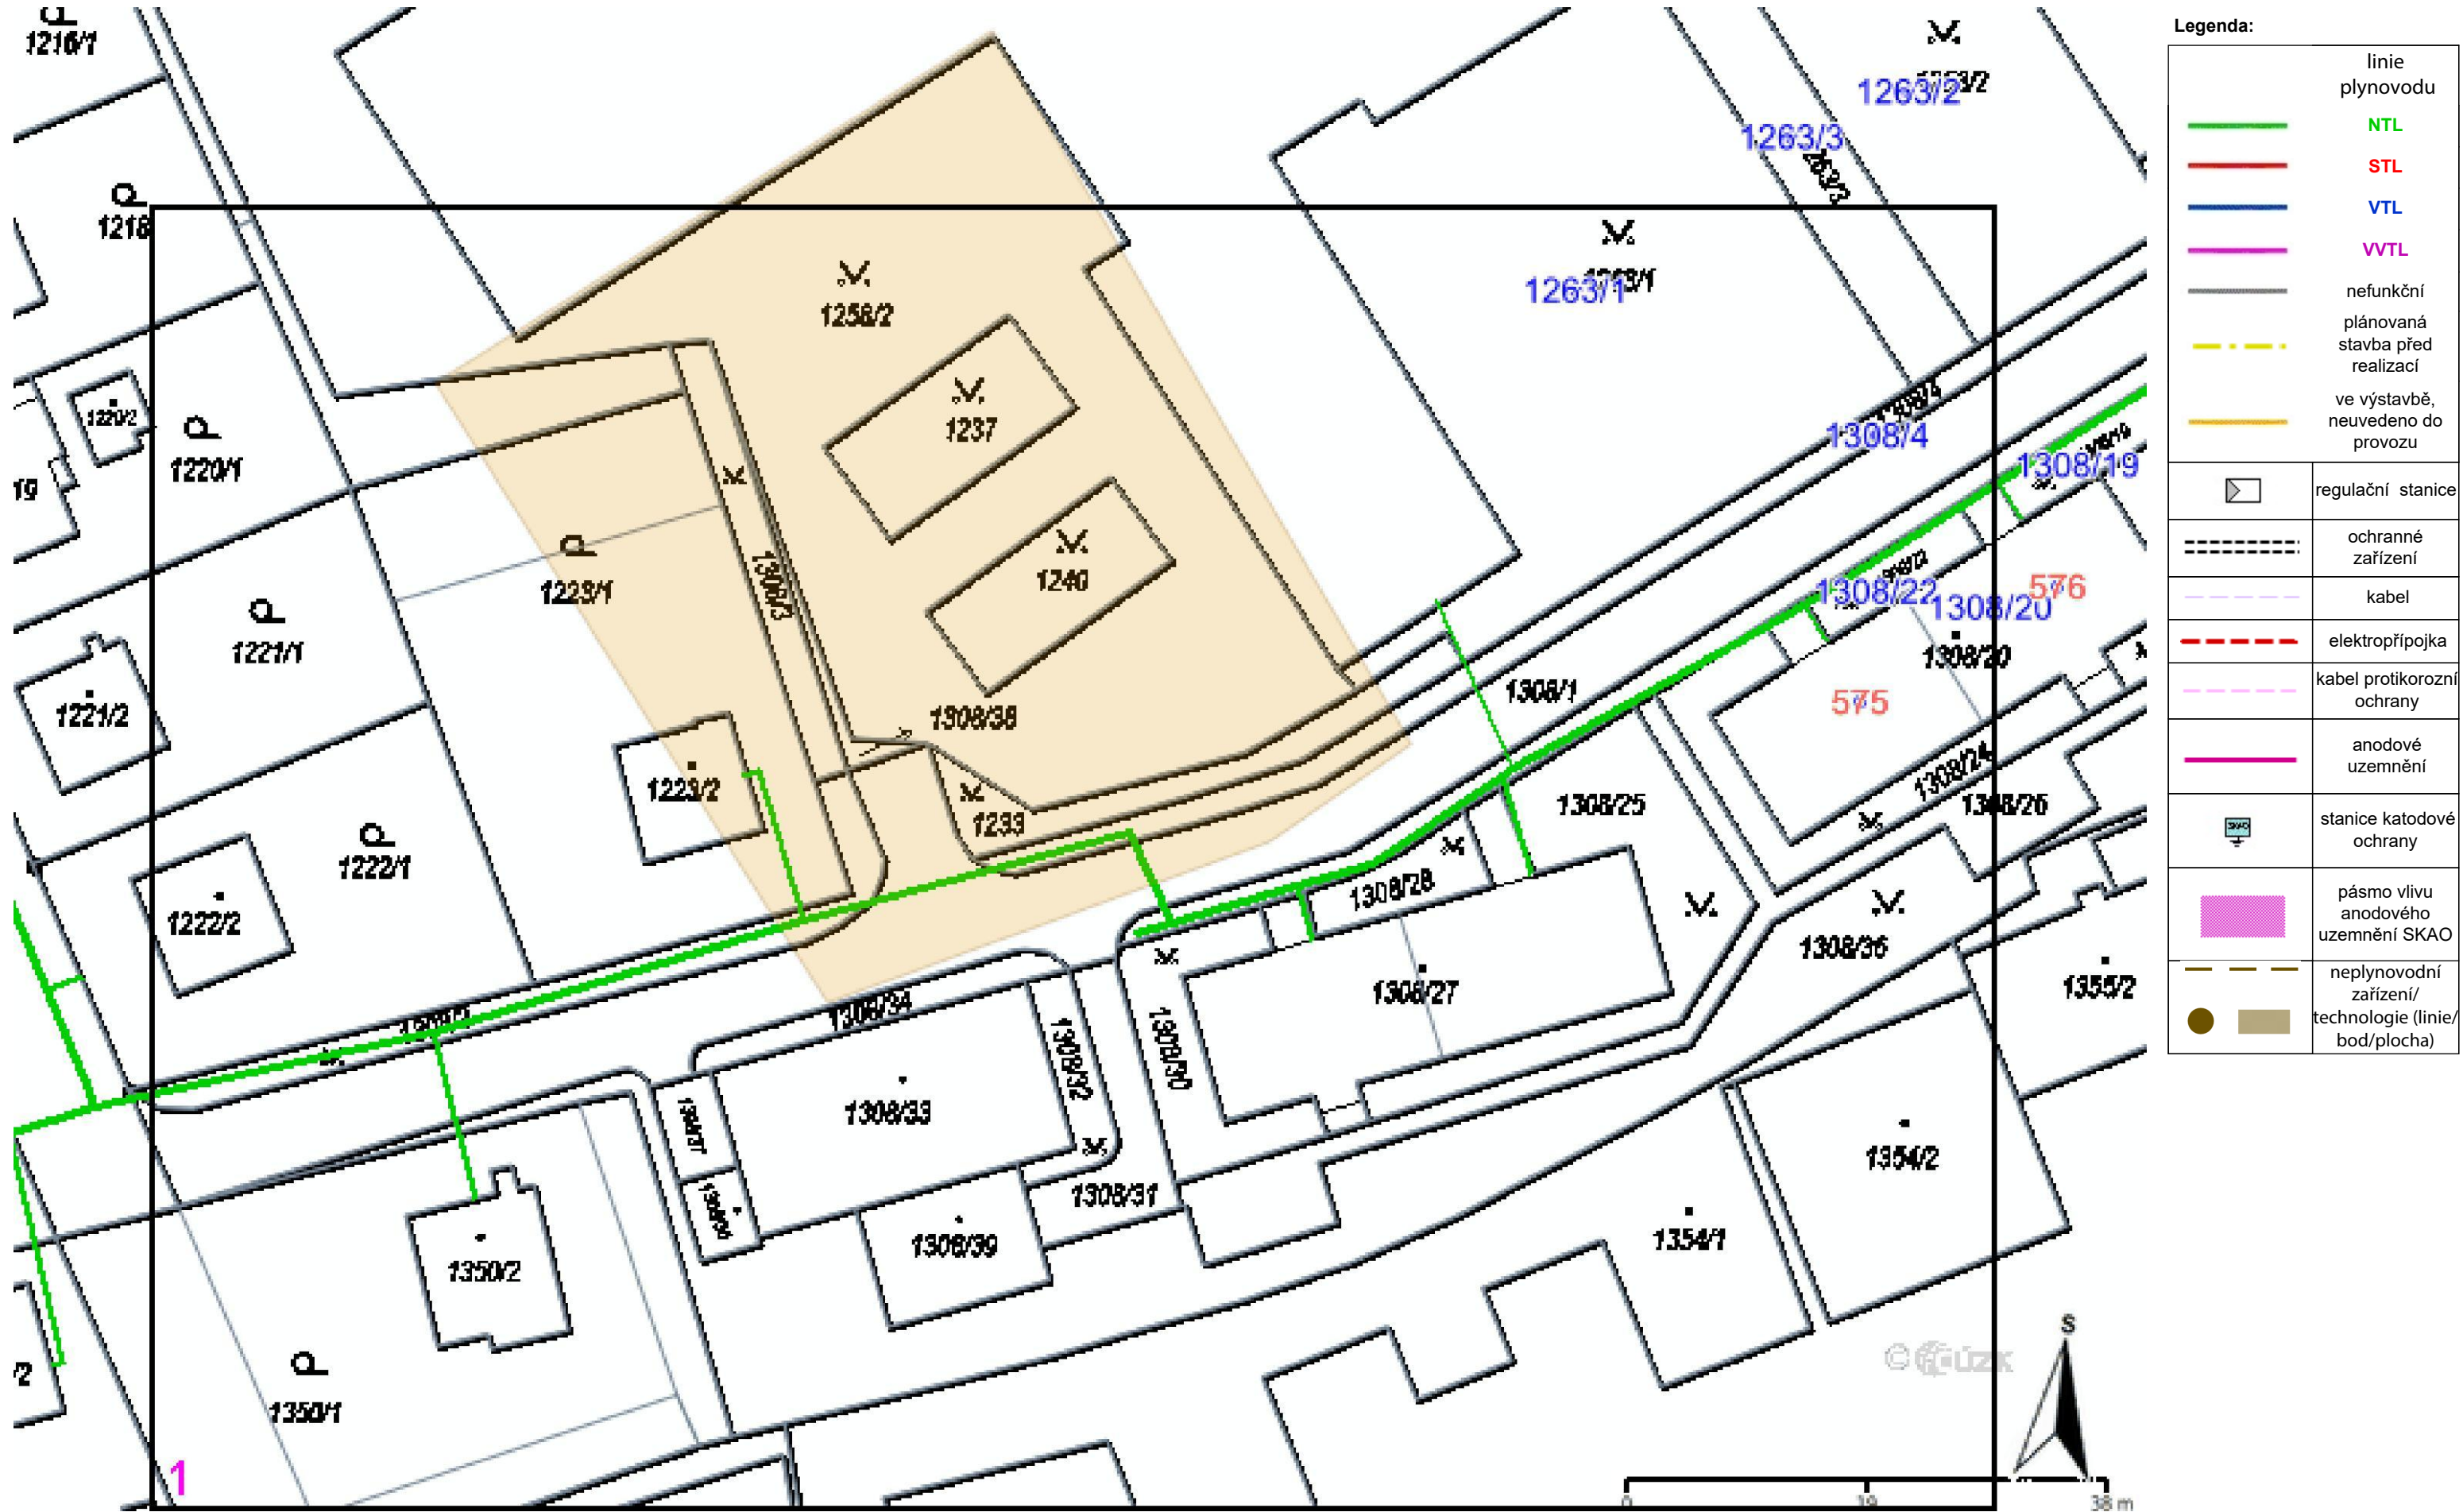 1216/1
1263/2
1263/3
1218
1258/2
1263/1
1220/2
1220/1
19
1237
1308/4
1308/4
1308/19
1223/1
1308/3
1240
1308/22
1308/20
576
1308/20
1221/1
1221/2
1308/38
1308/1
575
1223/2
1233
1308/25
1308/24
1308/26
1222/1
1222/2
1308/28
1308/36
1308/27
1355/2
1308/34
1308/32
1308/30
1308/33
1308/37
1354/2
1308/31
1308/39
1354/1
1350/2
/2
1350/1
1
S
0
19
38 m
Legenda:
linie
plynovodu
NTL
STL
VTL
VVTL
nefunkční
plánovaná
stavba před
realizací
ve výstavbě,
neuvedeno do
provozu
regulační stanice
ochranné
zařízení
kabel
elektropřípojka
kabel protikorozní
ochrany
anodové
uzemnění
SKAO
stanice katodové
ochrany
pásmo vlivu
anodového
uzemnění SKAO
neplynovodní
zařízení/
technologie (linie/
bod/plocha)